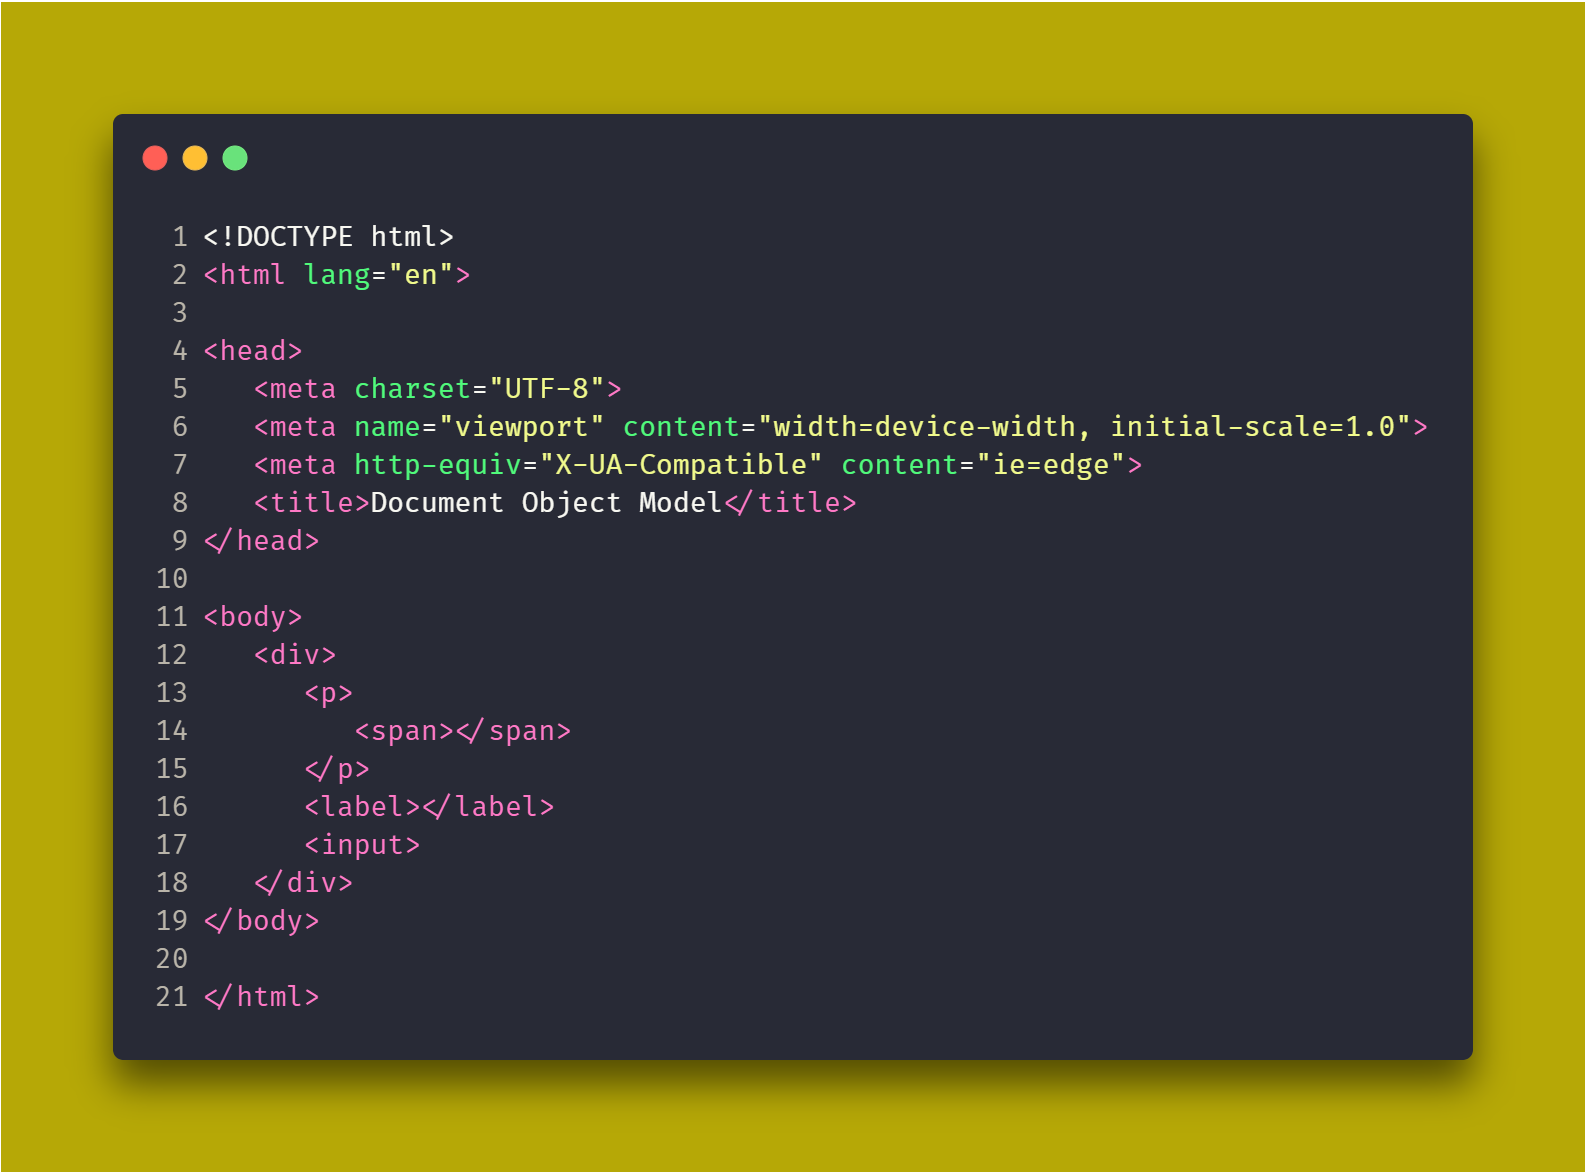 1 <!DOCTYPE html>
2 <html lang="en">
3
4 <head>
5    <meta charset="UTF-8">
6    <meta name="viewport" content="width=device-width, initial-scale=1.0">
7    <meta http-equiv="X-UA-Compatible" content="ie=edge">
8    <title>Document Object Model</title>
9 </head>
10
11 <body>
12    <div>
13       <p>
14          <span></span>
15       </p>
16       <label></label>
17       <input>
18    </div>
19 </body>
20
21 </html>